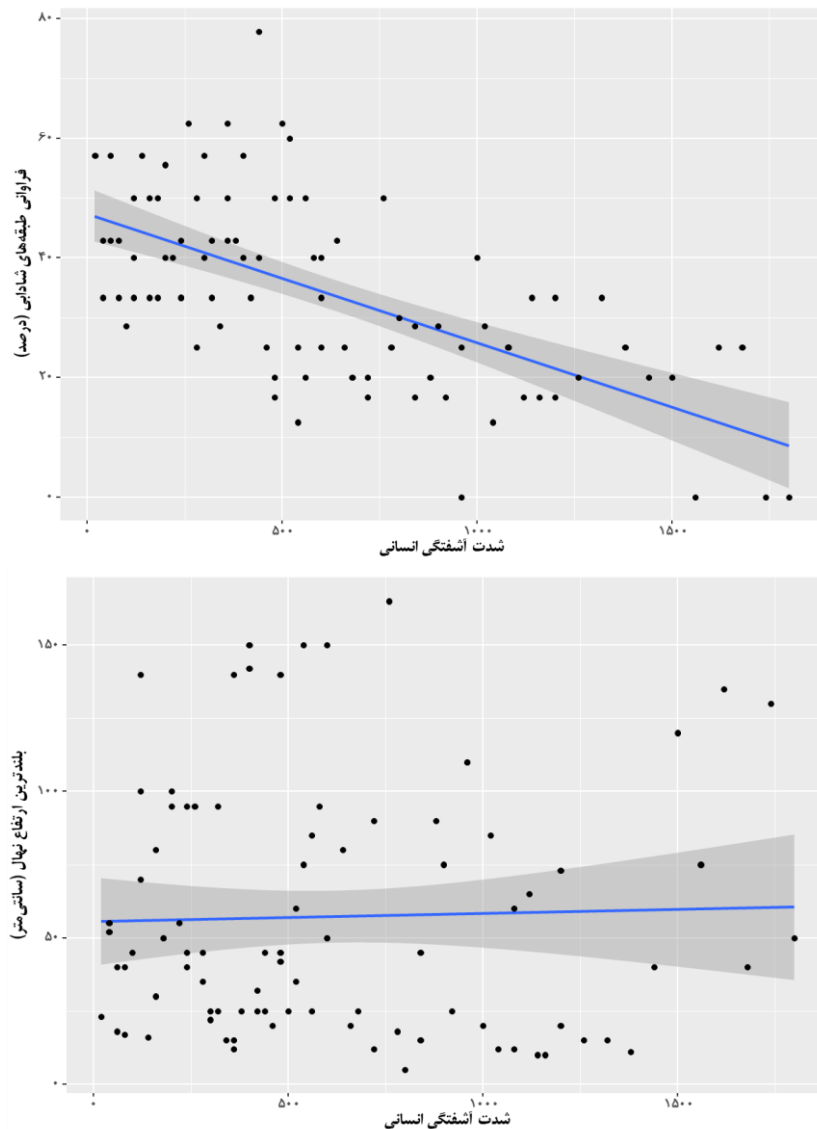 فراوانی طبقه‌های شادابی (درصد)
۸۰
۶۰
۴۰
۲۰
۰
۰ ۵۰۰ ۱۰۰۰ ۱۵۰۰
شدت آشفتگی انسانی
بلندترین ارتفاع نهال (سانتی‌متر)
۱۵۰
۱۰۰
۵۰
۰
۰ ۵۰۰ ۱۰۰۰ ۱۵۰۰
شدت آشفتگی انسانی